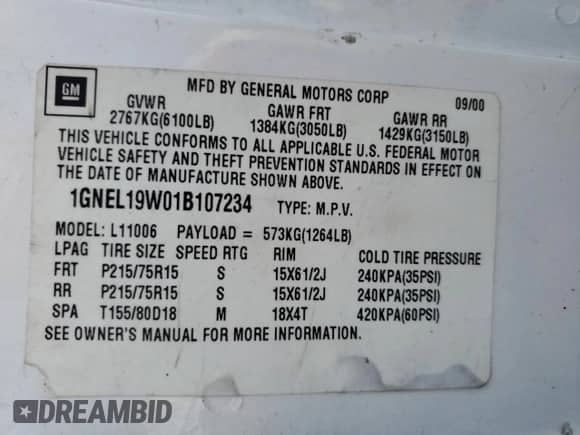 GM
MFD BY GENERAL MOTORS CORP 09/00
GVWR GAWR FRT GAWR RR
2767KG(6100LB) 1384KG(3050LB) 1429KG(3150LB)
THIS VEHICLE CONFORMS TO ALL APPLICABLE U.S. FEDERAL MOTOR
VEHICLE SAFETY AND THEFT PREVENTION STANDARDS IN EFFECT ON
THE DATE OF MANUFACTURE SHOWN ABOVE.
1GNEL19W01B107234 TYPE: M.P.V.
MODEL: L11006 PAYLOAD = 573KG(1264LB)
LPAG TIRE SIZE SPEED RTG RIM COLD TIRE PRESSURE
FRT P215/75R15 S 15X61/2J 240KPA(35PSI)
RR P215/75R15 S 15X61/2J 240KPA(35PSI)
SPA T155/80D18 M 18X4T 420KPA(60PSI)
SEE OWNER'S MANUAL FOR MORE INFORMATION.
DREAMBID